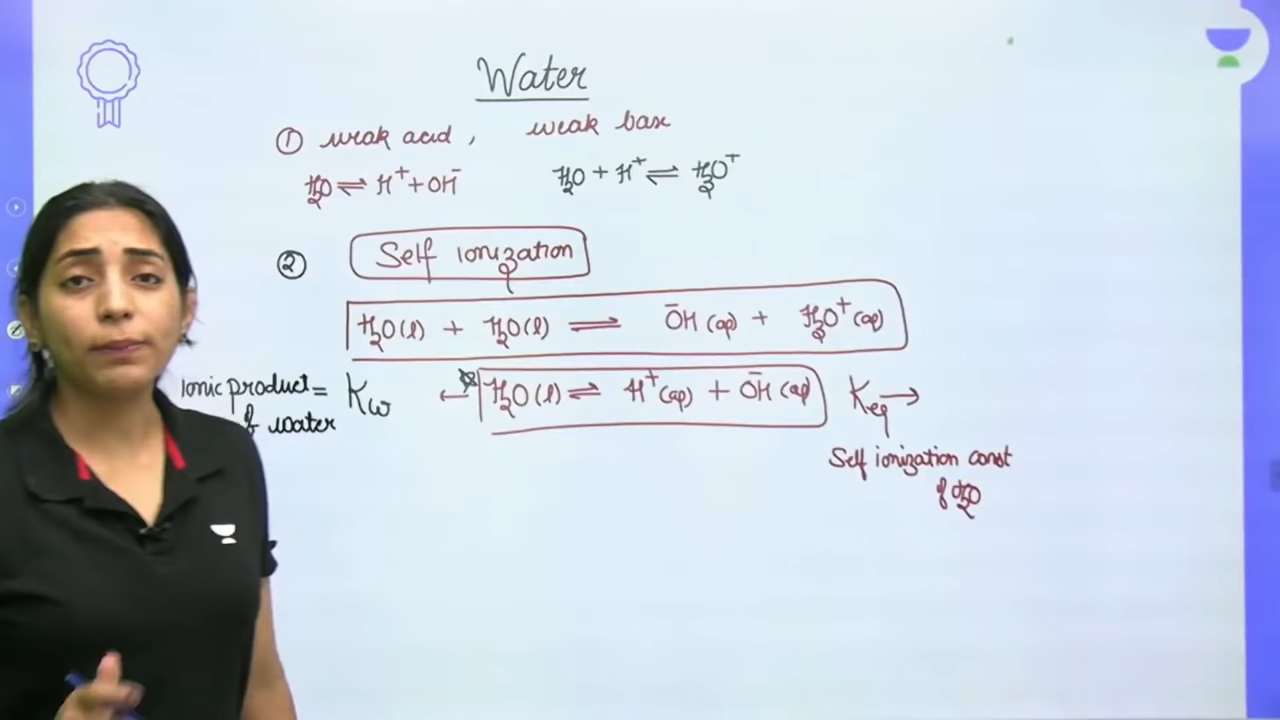 Water
① weak acid, weak base
H₂O ⇌ H⁺ + OH⁻ H₂O + H⁺ ⇌ H₃O⁺
② Self ionization
H₂O(l) + H₂O(l) ⇌ ⁻OH (aq) + H₃O⁺ (aq)
Ionic product = Kw ← H₂O(l) ⇌ H⁺(aq) + ⁻OH (aq) Keq →
of water
Self ionization const
of H₂O